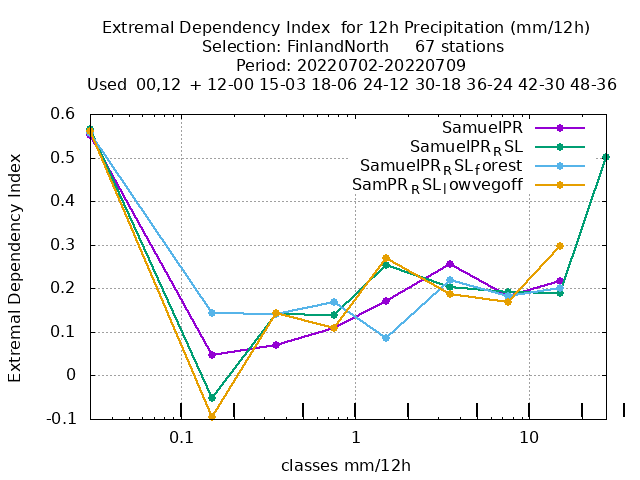 Extremal Dependency Index  for 12h Precipitation (mm/12h)
Selection: FinlandNorth     67 stations
Period: 20220702-20220709
Used  00,12  + 12-00 15-03 18-06 24-12 30-18 36-24 42-30 48-36
SamuelPR
SamuelPR_RSL
SamuelPR_RSL_forest
SamPR_RSL_lowvegoff
Extremal Dependency Index
0.6
0.5
0.4
0.3
0.2
0.1
0
-0.1
0.1 1 10
classes mm/12h